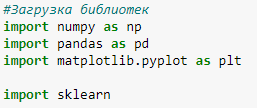 #Загрузка библиотек
import numpy as np
import pandas as pd
import matplotlib.pyplot as plt
import sklearn